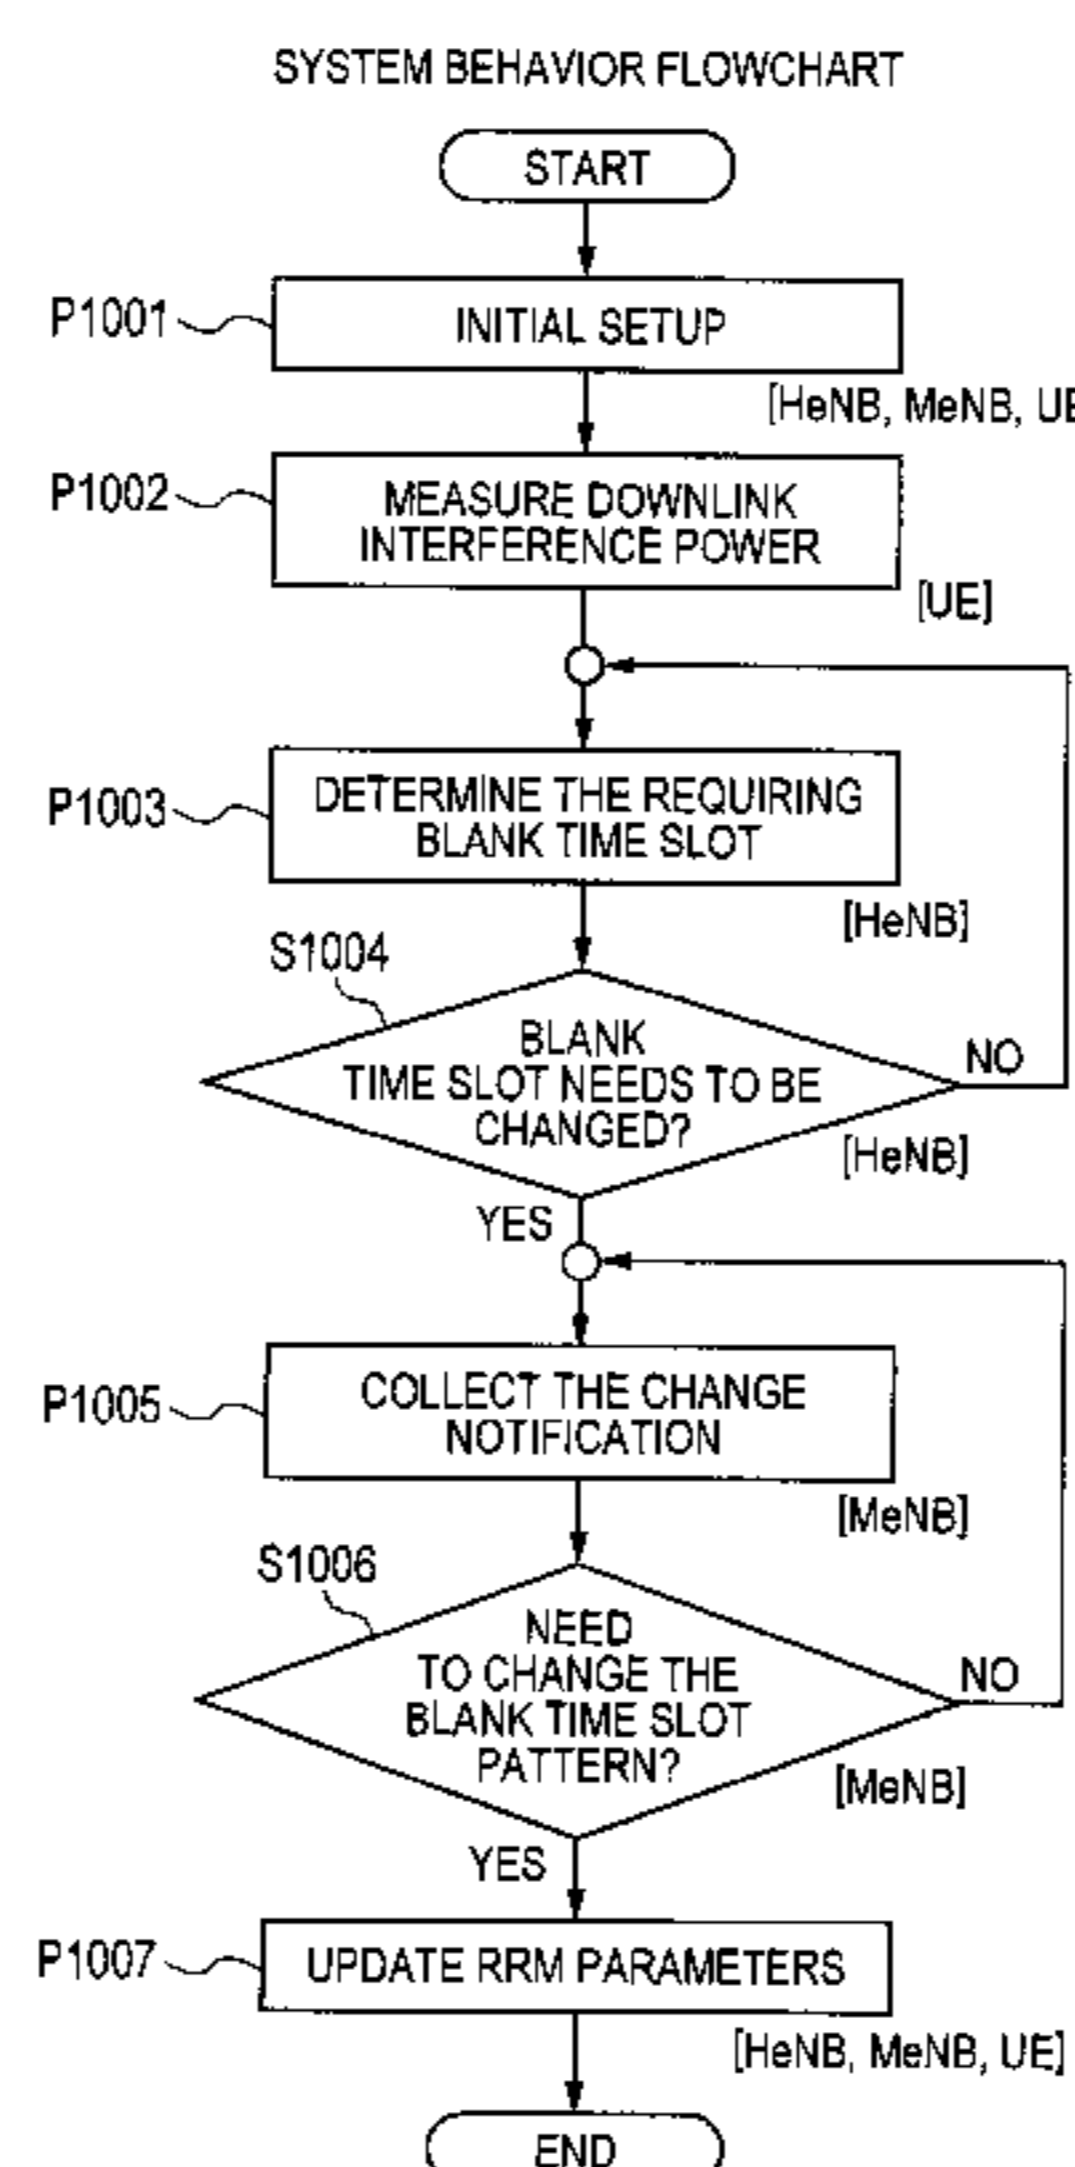 SYSTEM BEHAVIOR FLOWCHART
START
P1001
INITIAL SETUP
[HeNB, MeNB, UE
P1002
MEASURE DOWNLINK
INTERFERENCE POWER
[UE]
P1003
DETERMINE THE REQUIRING
BLANK TIME SLOT
[HeNB]
S1004
BLANK
TIME SLOT NEEDS TO BE
CHANGED?
NO
[HeNB]
YES
P1005
COLLECT THE CHANGE
NOTIFICATION
[MeNB]
S1006
NEED
TO CHANGE THE
BLANK TIME SLOT
PATTERN?
NO
[MeNB]
YES
P1007
UPDATE RRM PARAMETERS
[HeNB, MeNB, UE]
END